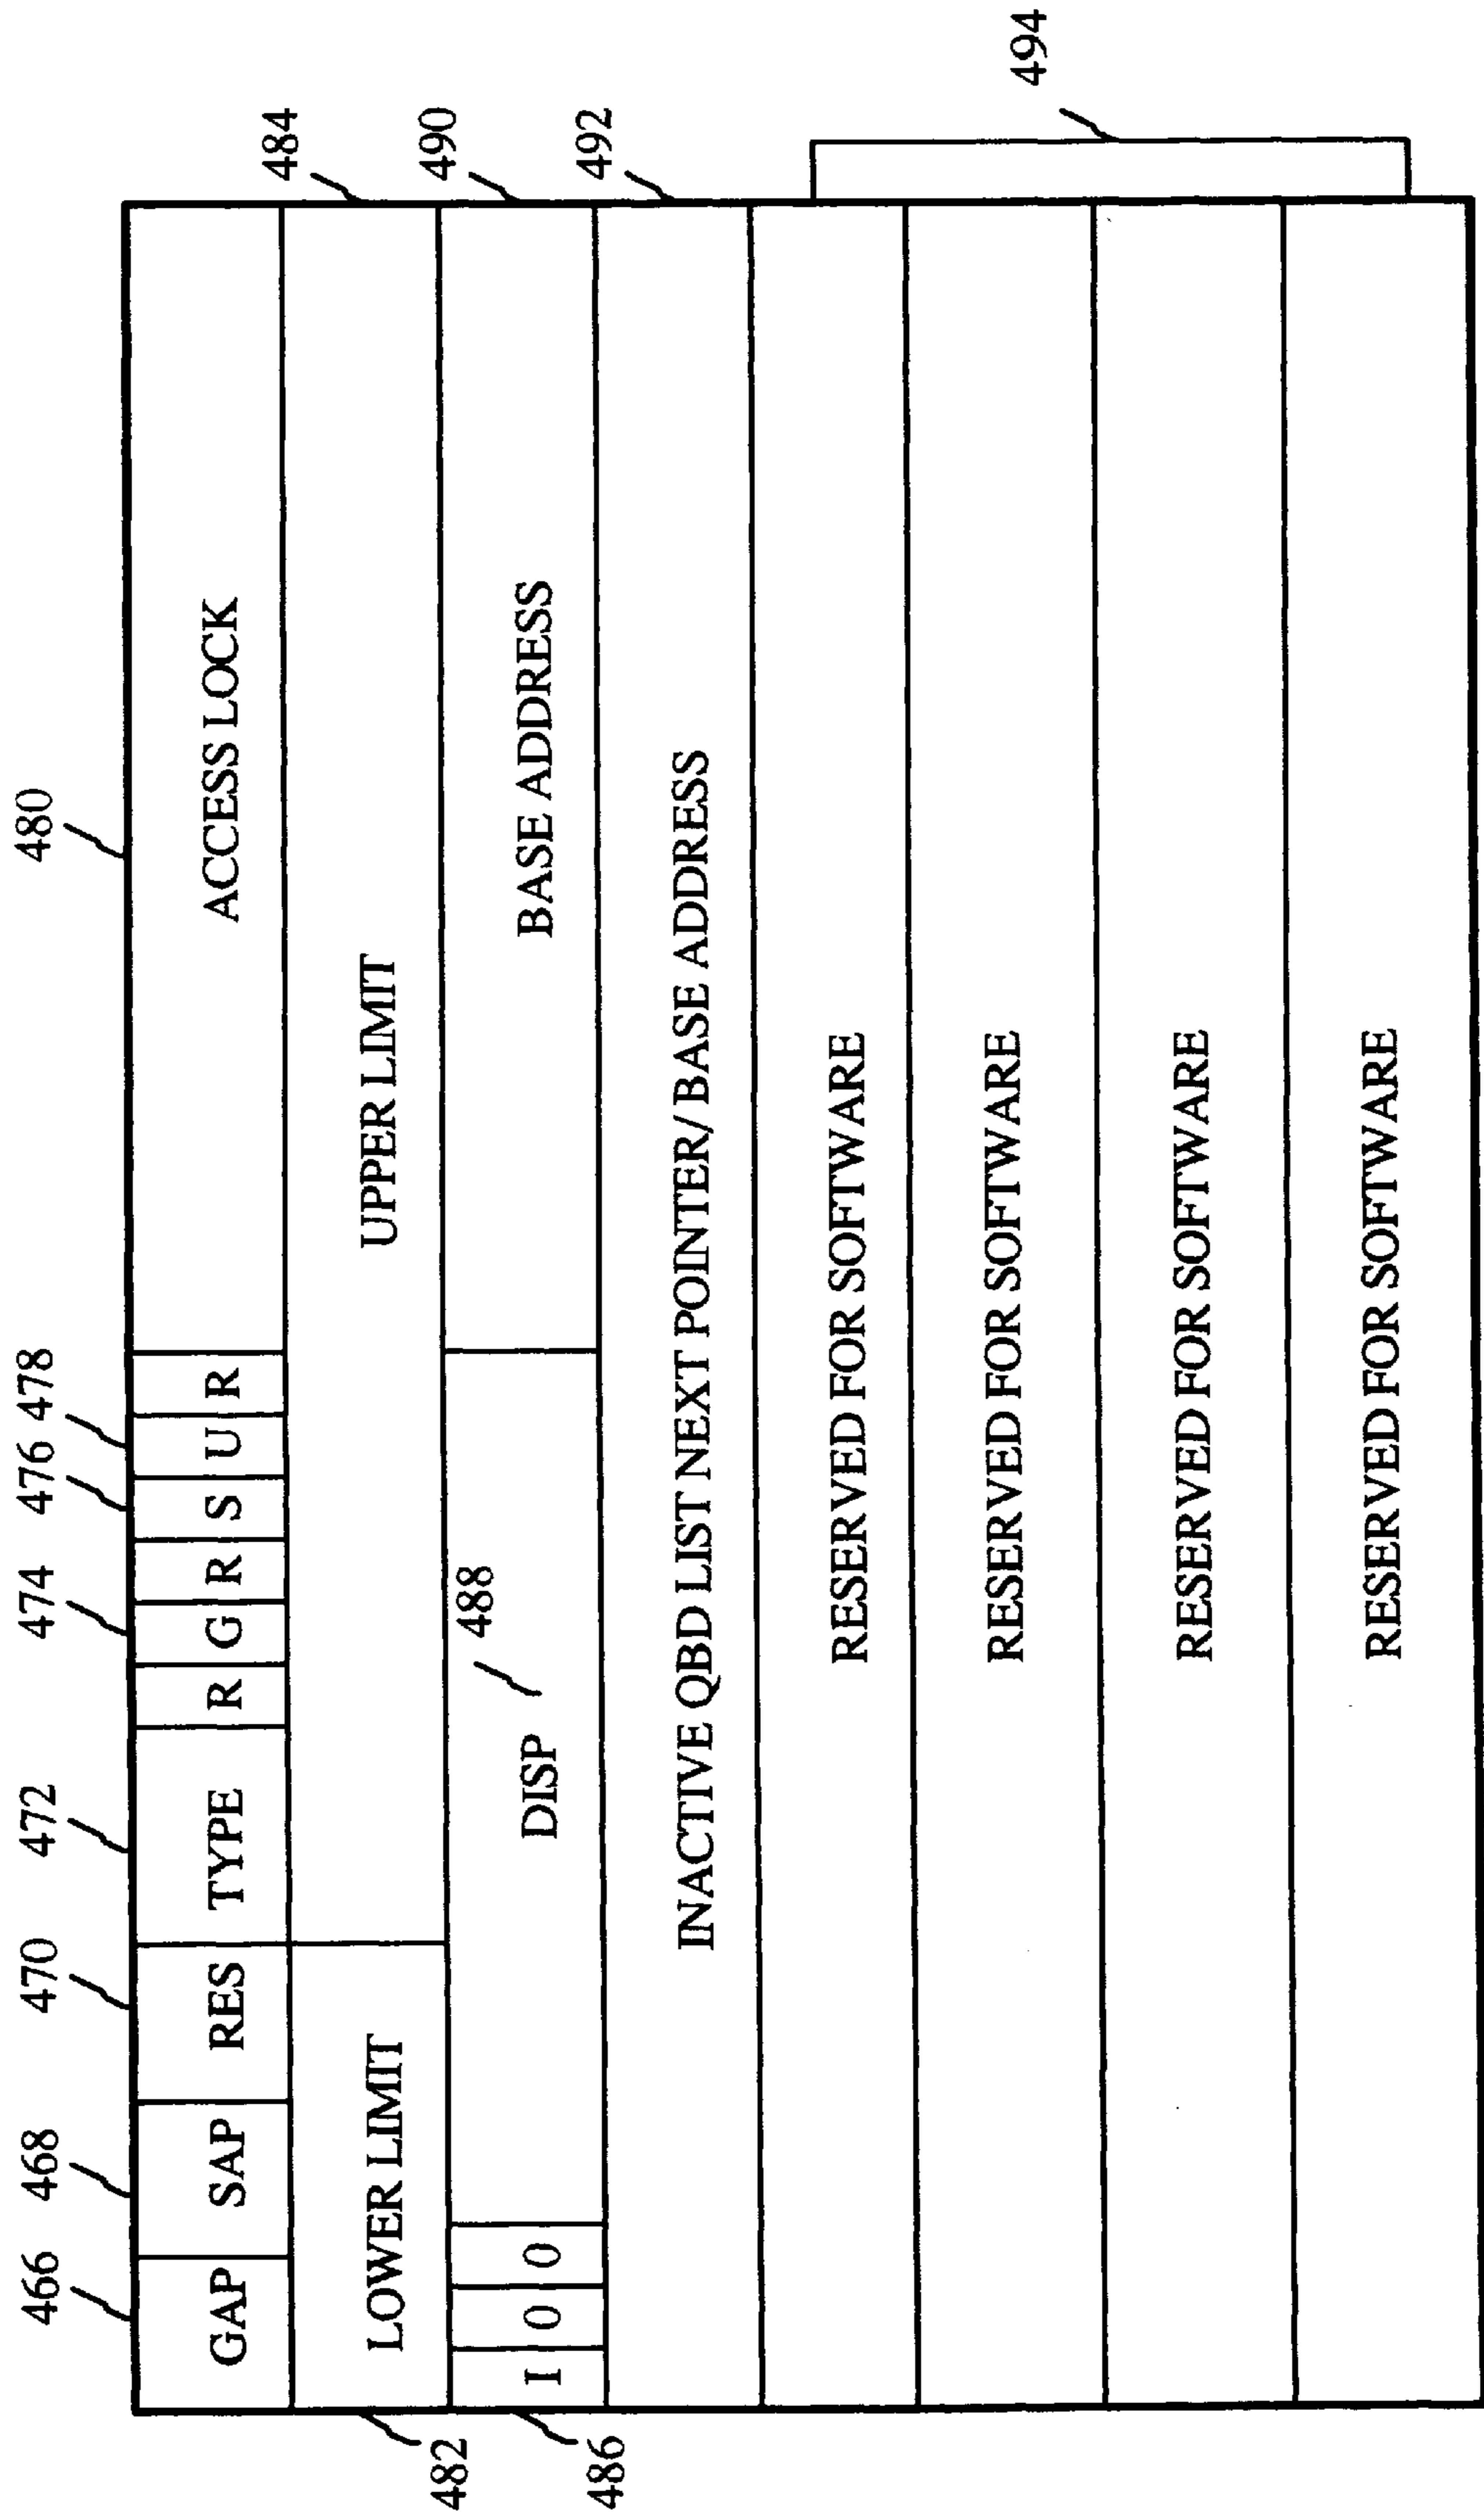 466 468 470 472 474 476 478 480
GAP SAP RES TYPE R G R S U R ACCESS LOCK
482 LOWER LIMIT UPPER LIMIT 484
486 I 0 0 DISP 488 BASE ADDRESS 490
INACTIVE QBD LIST NEXT POINTER/ BASE ADDRESS 492
RESERVED FOR SOFTWARE
RESERVED FOR SOFTWARE
RESERVED FOR SOFTWARE
RESERVED FOR SOFTWARE
494